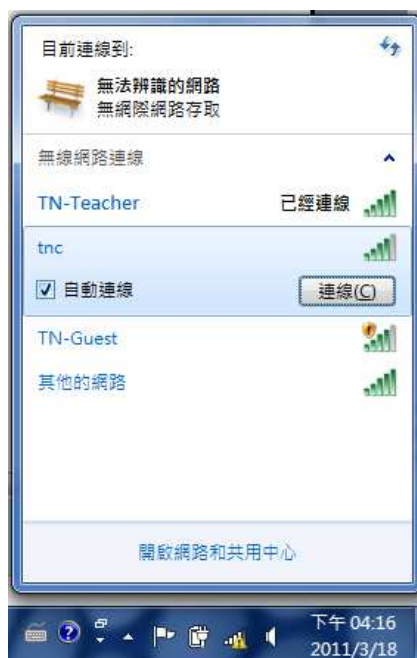 目前連線到:
無法辨識的網路
無網際網路存取
無線網路連線
TN-Teacher 已經連線
tnc
自動連線 連線(C)
TN-Guest
其他的網路
開啟網路和共用中心
下午 04:16
2011/3/18